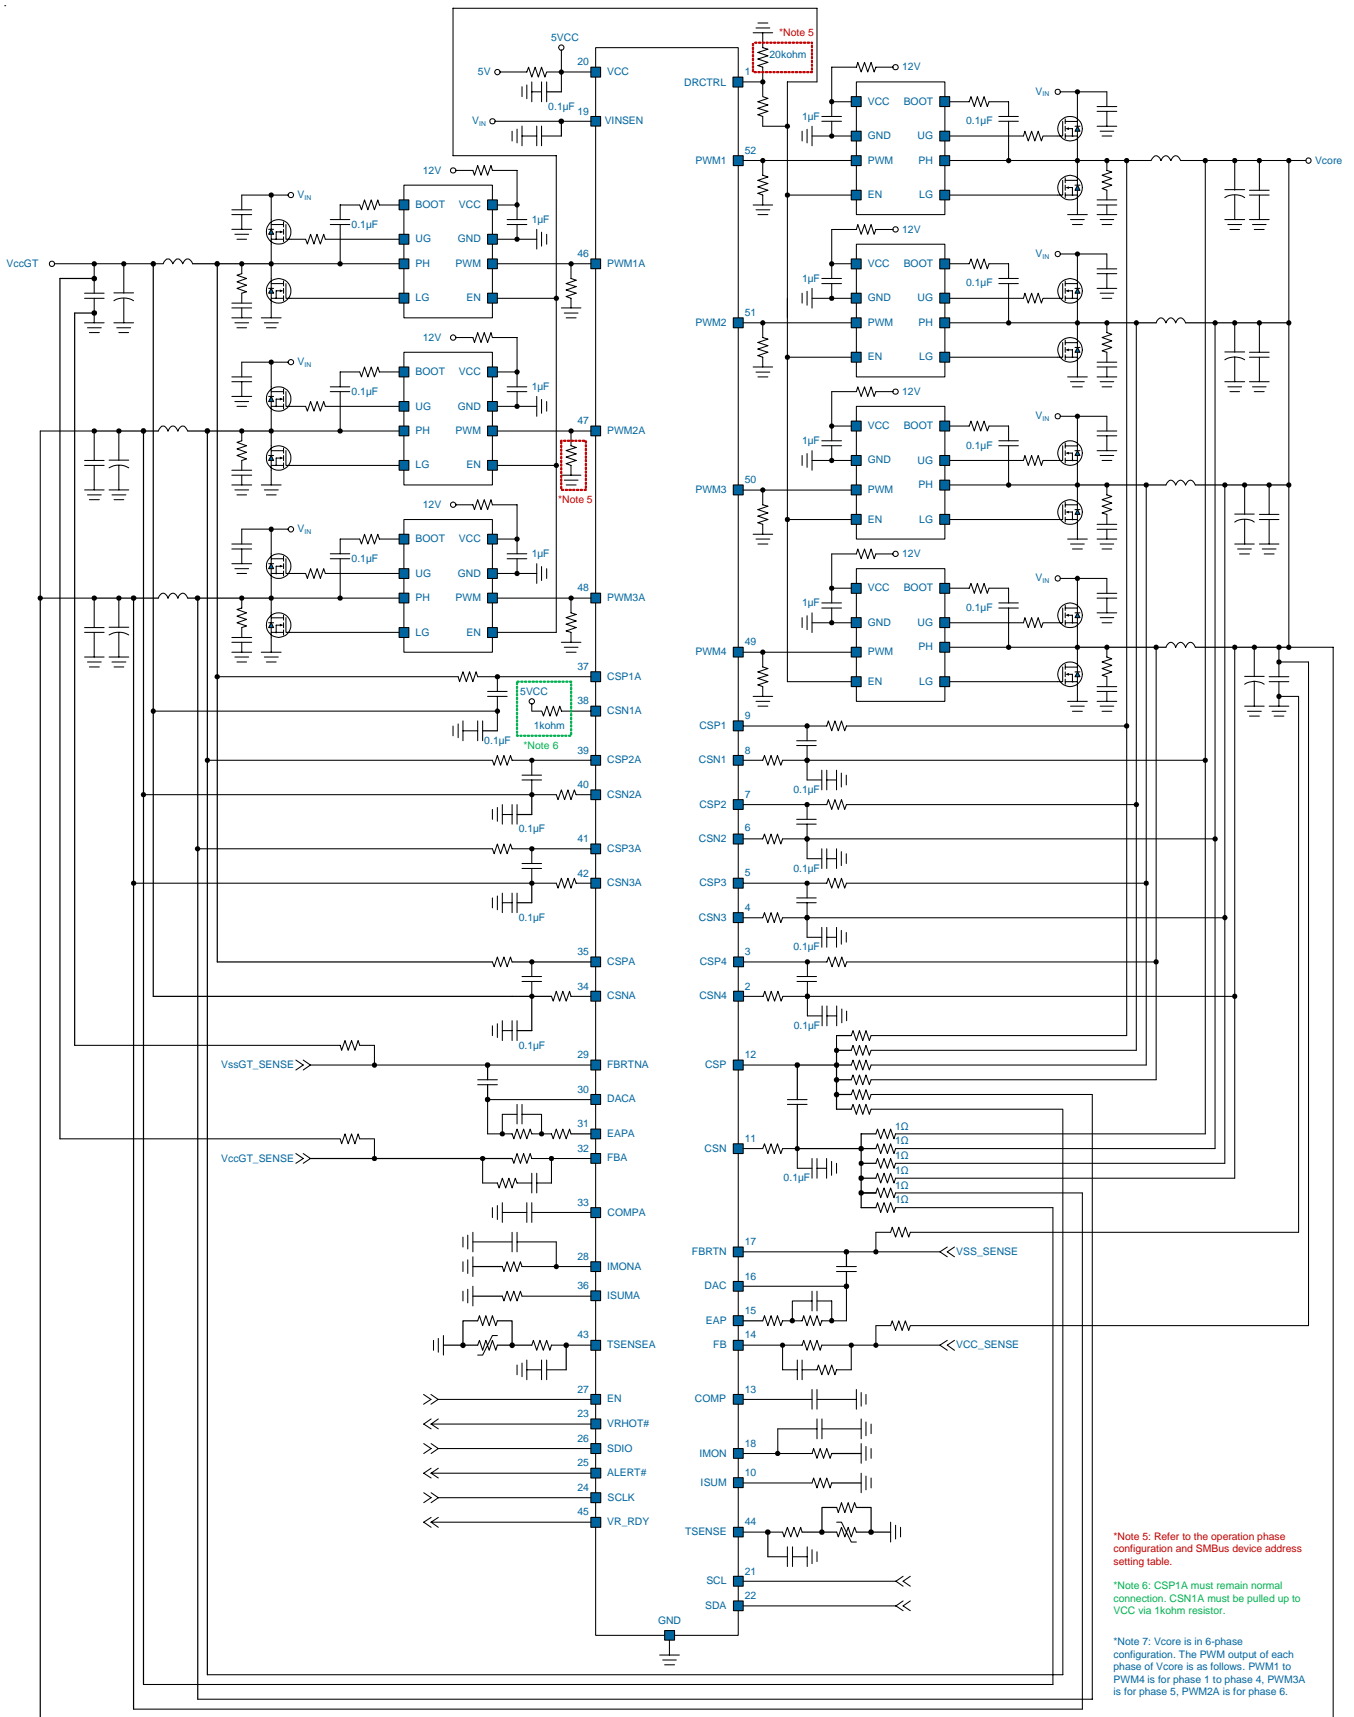 *Note 5
20kohm
5VCC
5V
20
VCC
0.1µF
19
VIN
VINSEN
1
DRCTRL
12V
VCC
BOOT
1µF
0.1µF
GND
UG
VIN
52
PWM1
PWM
PH
Vcore
EN
LG
12V
VIN
BOOT
VCC
0.1µF
1µF
UG
GND
46
VccGT
PH
PWM
PWM1A
LG
EN
12V
VCC
BOOT
1µF
0.1µF
GND
UG
VIN
51
PWM2
PWM
PH
EN
LG
12V
VIN
BOOT
VCC
0.1µF
1µF
UG
GND
47
PH
PWM
PWM2A
LG
EN
*Note 5
12V
VCC
BOOT
1µF
0.1µF
GND
UG
VIN
50
PWM3
PWM
PH
EN
LG
12V
VIN
BOOT
VCC
0.1µF
1µF
UG
GND
48
PH
PWM
PWM3A
LG
EN
12V
VCC
BOOT
1µF
0.1µF
GND
UG
VIN
49
PWM4
PWM
PH
EN
LG
37
CSP1A
5VCC
38
CSN1A
1kohm
0.1µF
*Note 6
39
CSP2A
40
CSN2A
0.1µF
41
CSP3A
42
CSN3A
0.1µF
35
CSPA
34
CSNA
0.1µF
29
VssGT_SENSE
FBRTNA
30
DACA
31
EAPA
32
VccGT_SENSE
FBA
33
COMPA
28
IMONA
36
ISUMA
43
TSENSEA
27
EN
23
VRHOT#
26
SDIO
25
ALERT#
24
SCLK
45
VR_RDY
9
CSP1
8
CSN1
0.1µF
7
CSP2
6
CSN2
0.1µF
5
CSP3
4
CSN3
0.1µF
3
CSP4
2
CSN4
0.1µF
12
CSP
11
CSN
0.1µF
1Ω
1Ω
1Ω
1Ω
1Ω
1Ω
17
FBRTN
VSS_SENSE
16
DAC
15
EAP
14
FB
VCC_SENSE
13
COMP
18
IMON
10
ISUM
44
TSENSE
21
SCL
22
SDA
GND
*Note 5: Refer to the operation phase
configuration and SMBus device address
setting table.
*Note 6: CSP1A must remain normal
connection. CSN1A must be pulled up to
VCC via 1kohm resistor.
*Note 7: Vcore is in 6-phase
configuration. The PWM output of each
phase of Vcore is as follows. PWM1 to
PWM4 is for phase 1 to phase 4, PWM3A
is for phase 5, PWM2A is for phase 6.